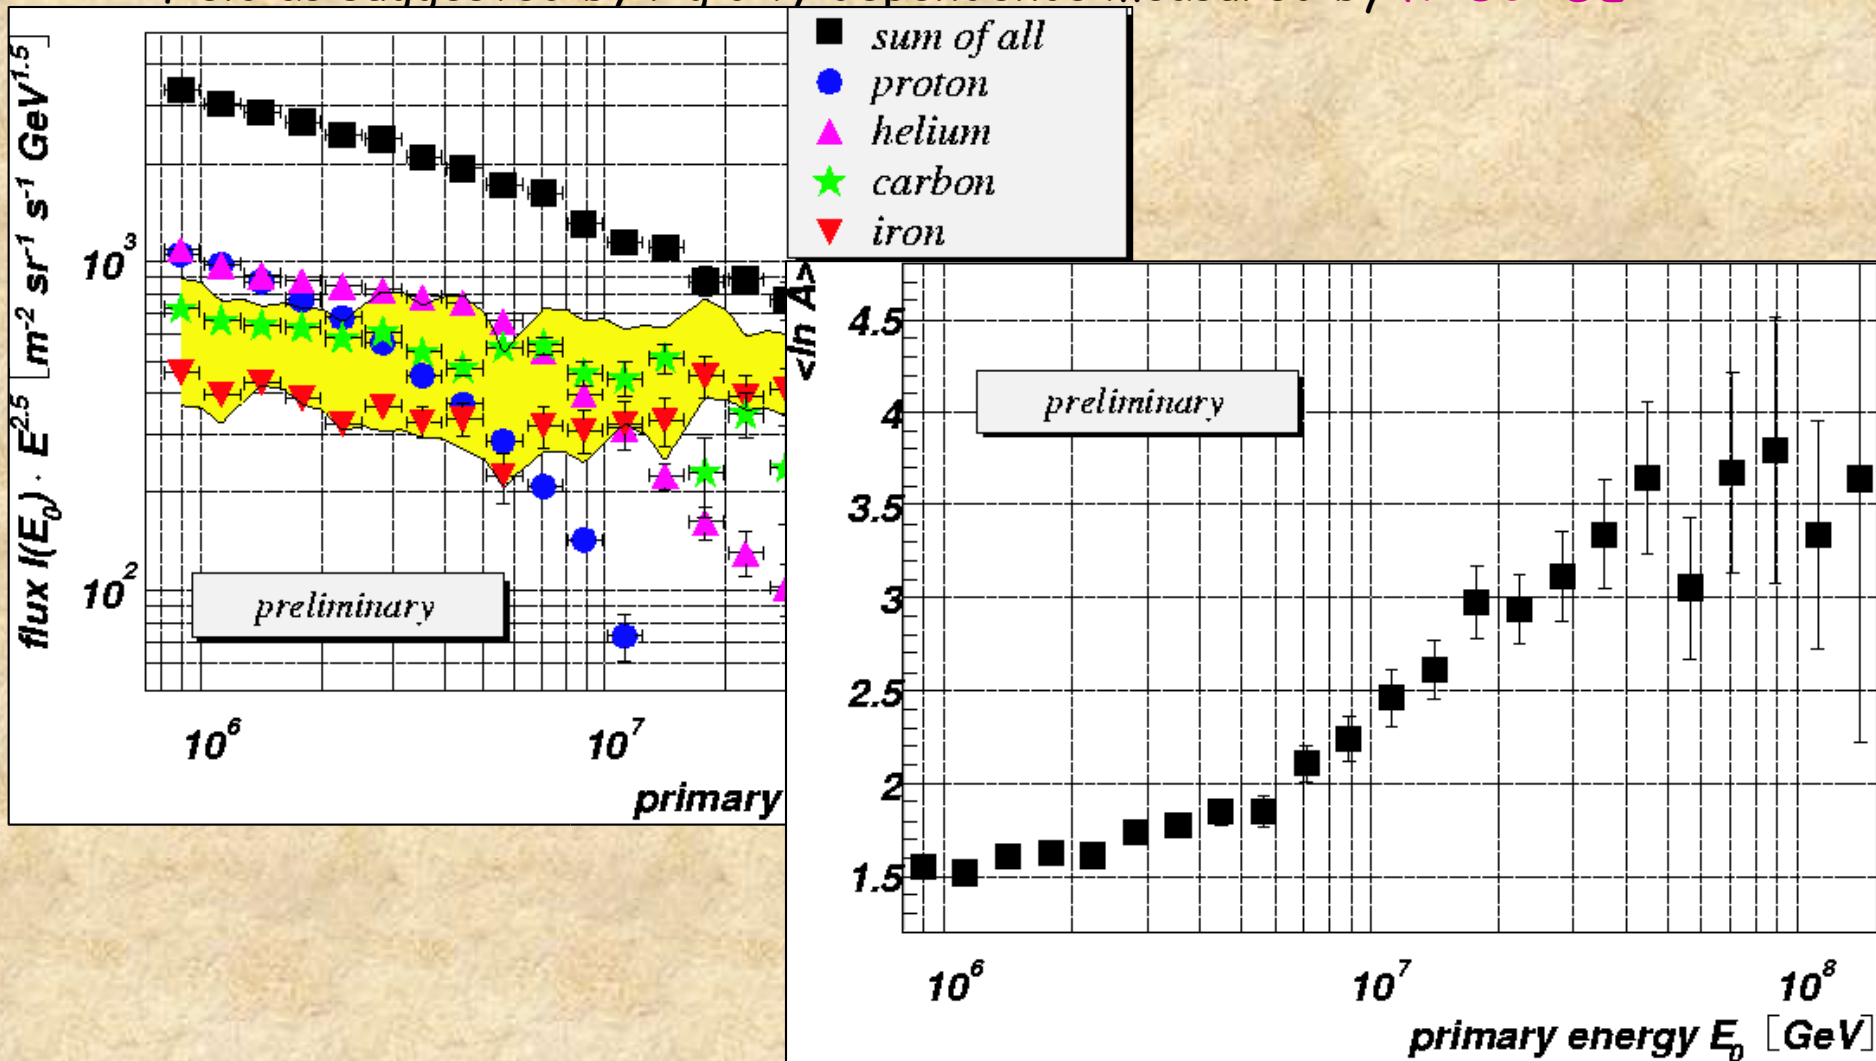 by
sum of all
proton
helium
carbon
iron
flux I(E₀) · E^2.5 [m^-2 sr^-1 s^-1 GeV^1.5]
10^3
10^2
preliminary
10^6
10^7
primary
<ln A>
4.5
4
3.5
3
2.5
2
1.5
preliminary
10^6
10^7
10^8
primary energy E₀ [GeV]